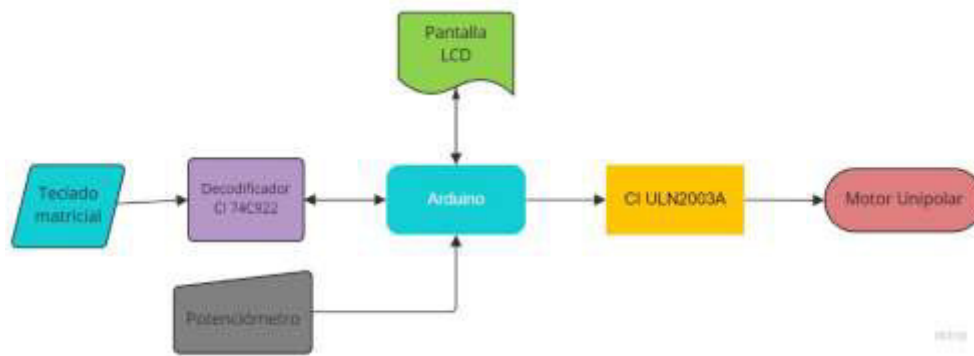 Pantalla
LCD
Teclado
matricial
Decodificador
CI 74C922
Arduino
CI ULN2003A
Motor Unipolar
Potenciómetro